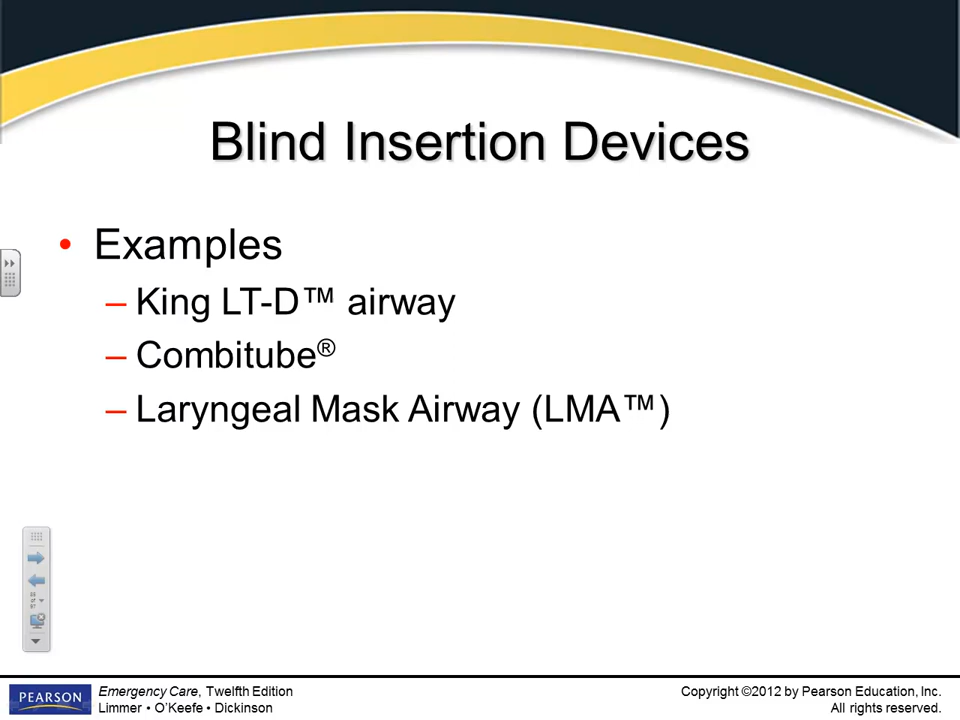 Blind Insertion Devices
• Examples
– King LT-D™ airway
– Combitube®
– Laryngeal Mask Airway (LMA™)
PEARSON
Emergency Care, Twelfth Edition
Limmer • O’Keefe • Dickinson
Copyright ©2012 by Pearson Education, Inc.
All rights reserved.